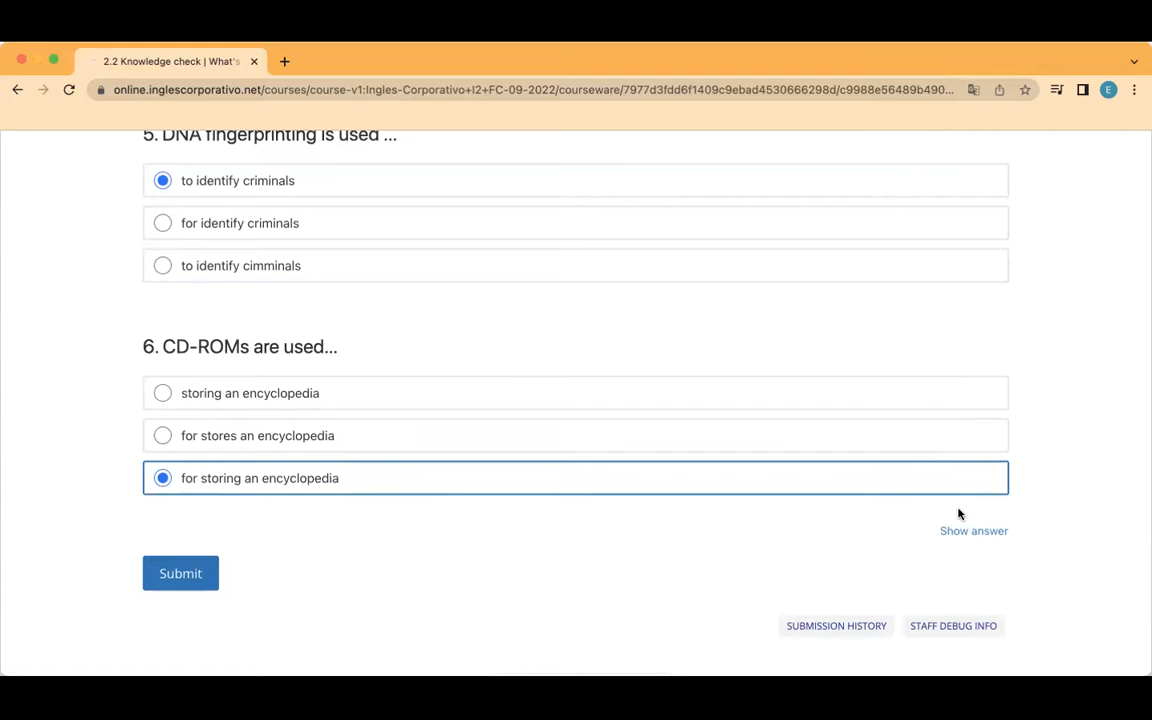 2.2 Knowledge check | What's
online.inglescorporativo.net/courses/course-v1:Ingles-Corporativo+I2+FC-09-2022/courseware/7977d3fdd6f1409c9ebad4530666298d/c9988e56489b490...
E
5. DNA fingerprinting is used ...
to identify criminals
for identify criminals
to identify cimminals
6. CD-ROMs are used...
storing an encyclopedia
for stores an encyclopedia
for storing an encyclopedia
Show answer
Submit
SUBMISSION HISTORY
STAFF DEBUG INFO